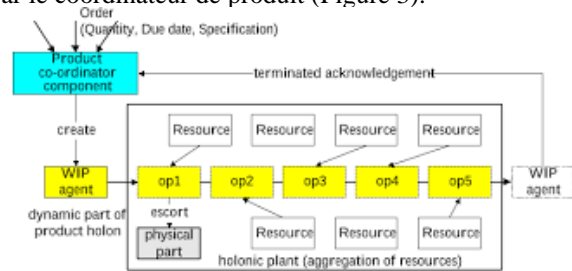 ar le coordinateur de produit (Figure 3).
Order
(Quantity, Due date, Specification)
Product
co-ordinator
component
terminated acknowledgement
create
Resource Resource Resource Resource
WIP
agent
op1 op2 op3 op4 op5
WIP
agent
dynamic part of
product holon
escort
physical
part
Resource Resource Resource
holonic plant (aggregation of resources)